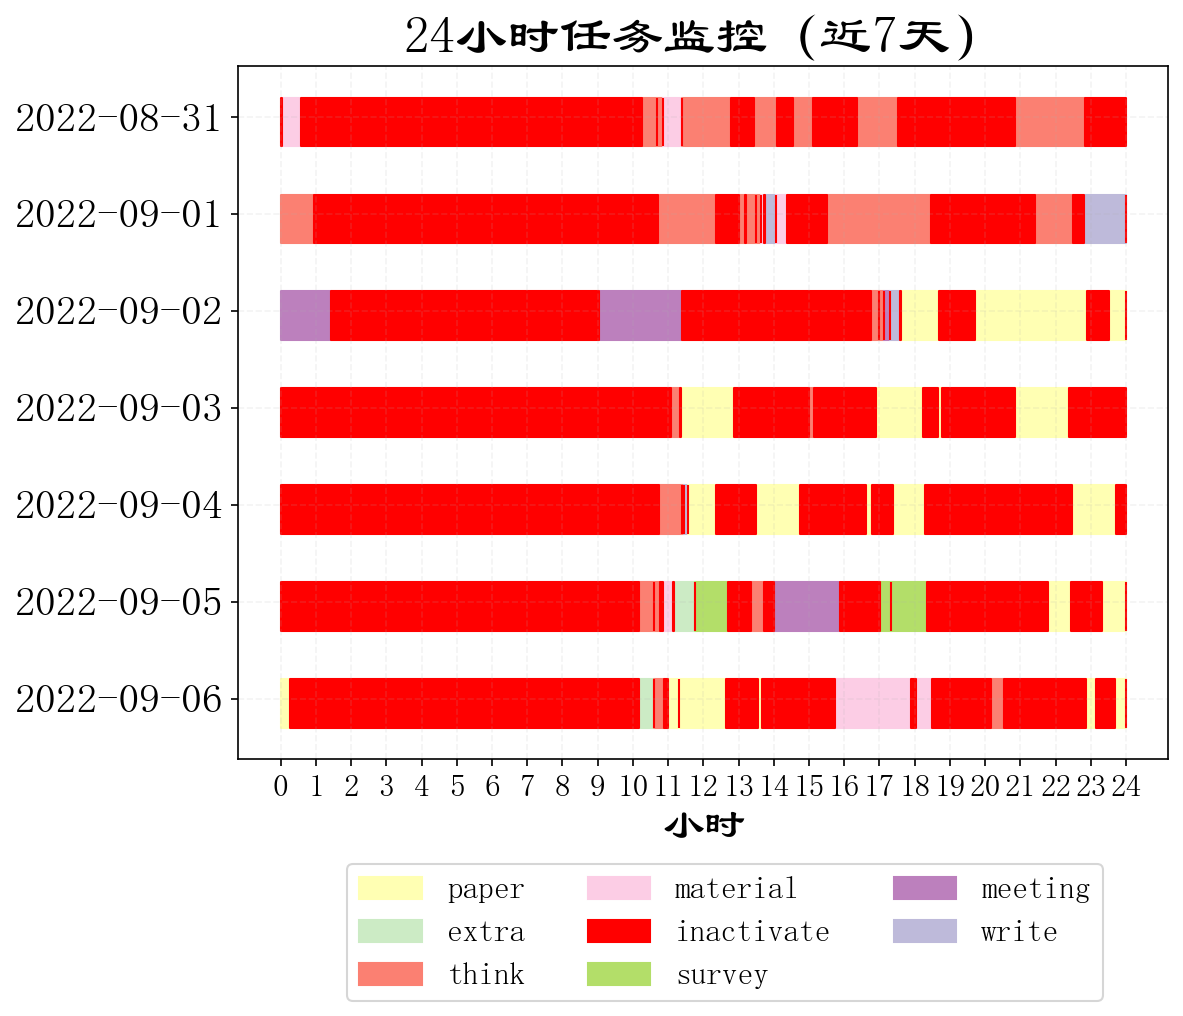 24小时任务监控 (近7天)
2022-08-31
2022-09-01
2022-09-02
2022-09-03
2022-09-04
2022-09-05
2022-09-06
0 1 2 3 4 5 6 7 8 9 10 11 12 13 14 15 16 17 18 19 20 21 22 23 24
小时
paper material meeting
extra inactivate write
think survey